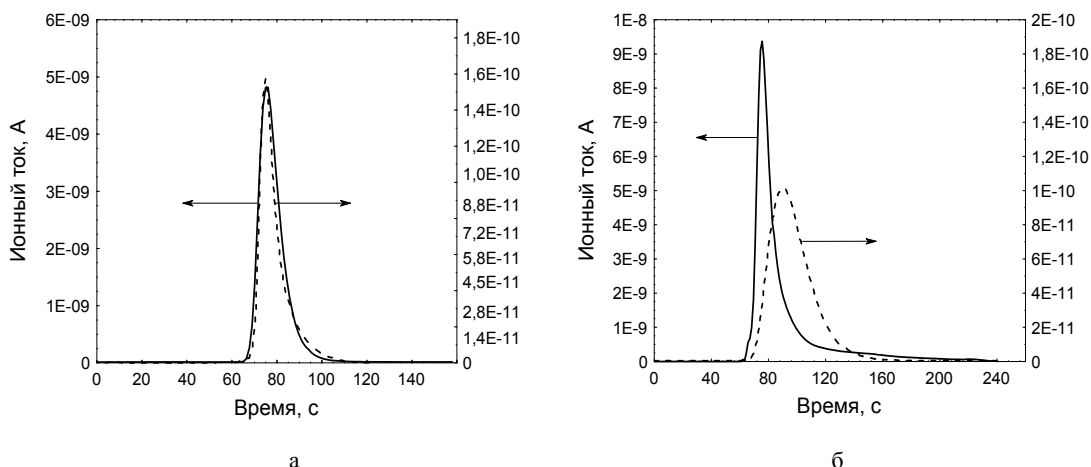 6E-09
5E-09
4E-09
3E-09
2E-09
1E-09
0
Ионный ток, А
1,8E-10
1,6E-10
1,4E-10
1,2E-10
1,0E-10
8,8E-11
7,2E-11
5,8E-11
4,5E-11
2,8E-11
1,4E-11
0
0 20 40 60 80 100 120 140
Время, с
а
1E-8
9E-9
8E-9
7E-9
6E-9
5E-9
4E-9
3E-9
2E-9
1E-9
0
Ионный ток, А
2E-10
1,8E-10
1,6E-10
1,4E-10
1,2E-10
1E-10
8E-11
6E-11
4E-11
2E-11
0
0 40 80 120 160 200 240
Время, с
б